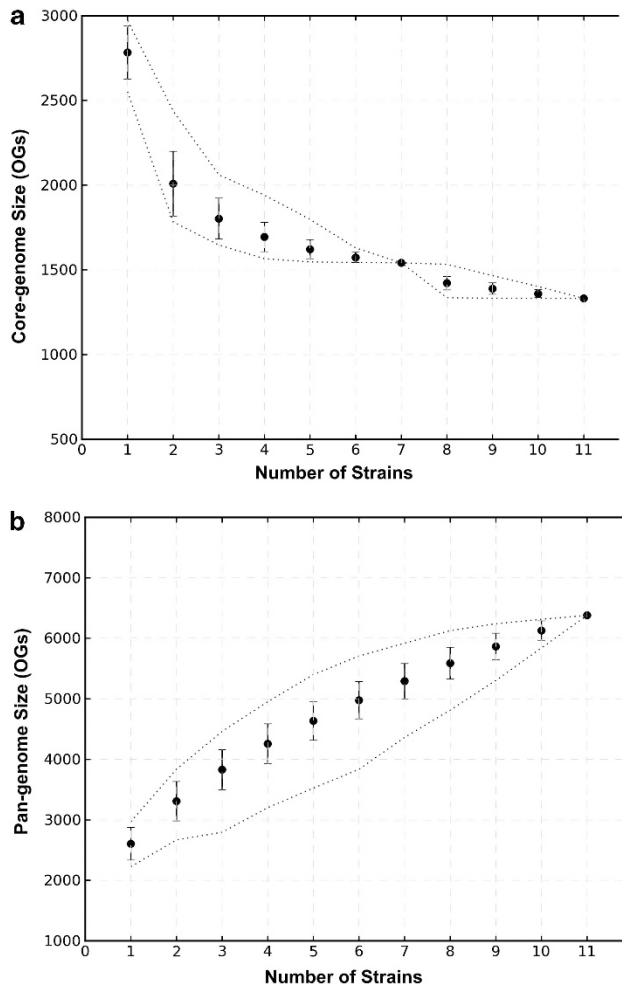 a
3000
2500
2000
1500
1000
500
Core-genome Size (OGs)
0 1 2 3 4 5 6 7 8 9 10 11
Number of Strains
b
8000
7000
6000
5000
4000
3000
2000
1000
Pan-genome Size (OGs)
0 1 2 3 4 5 6 7 8 9 10 11
Number of Strains